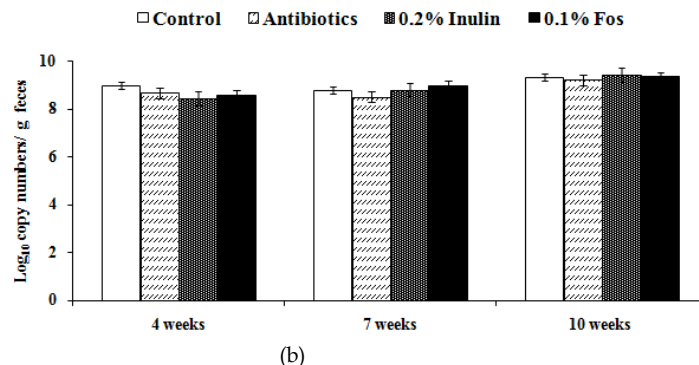 Control Antibiotics 0.2% Inulin 0.1% Fos
Log10 copy numbers/ g feces
10
8
6
4
2
0
4 weeks 7 weeks 10 weeks
(b)